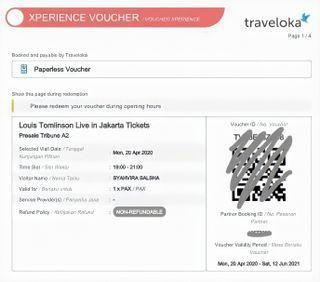 XPERIENCE VOUCHER / VOUCHER XPERIENCE
traveloka
Page 1 / 4
Booked and payable by Traveloka
Paperless Voucher
Show this page during redemption
Please redeem your voucher during opening hours
Louis Tomlinson Live in Jakarta Tickets
Presale Tribune A2
Selected Visit Date / Tanggal Kunjungan Pilihan : Mon, 20 Apr 2020
Time Slot / Slot Waktu : 19:00 - 21:00
Visitor Name / Nama Tamu : SYAHVIRA SALSHA
Valid for / Berlaku untuk : 1 x PAX / PAX
Service Provider(s) / Penyedia Jasa : -
Refund Policy / Kebijakan Refund : NON-REFUNDABLE
Voucher ID / No. Voucher
Partner Booking ID / No. Pesanan Partner
Voucher Validity Period / Masa Berlaku Voucher
Mon, 20 Apr 2020 - Sat, 12 Jun 2021